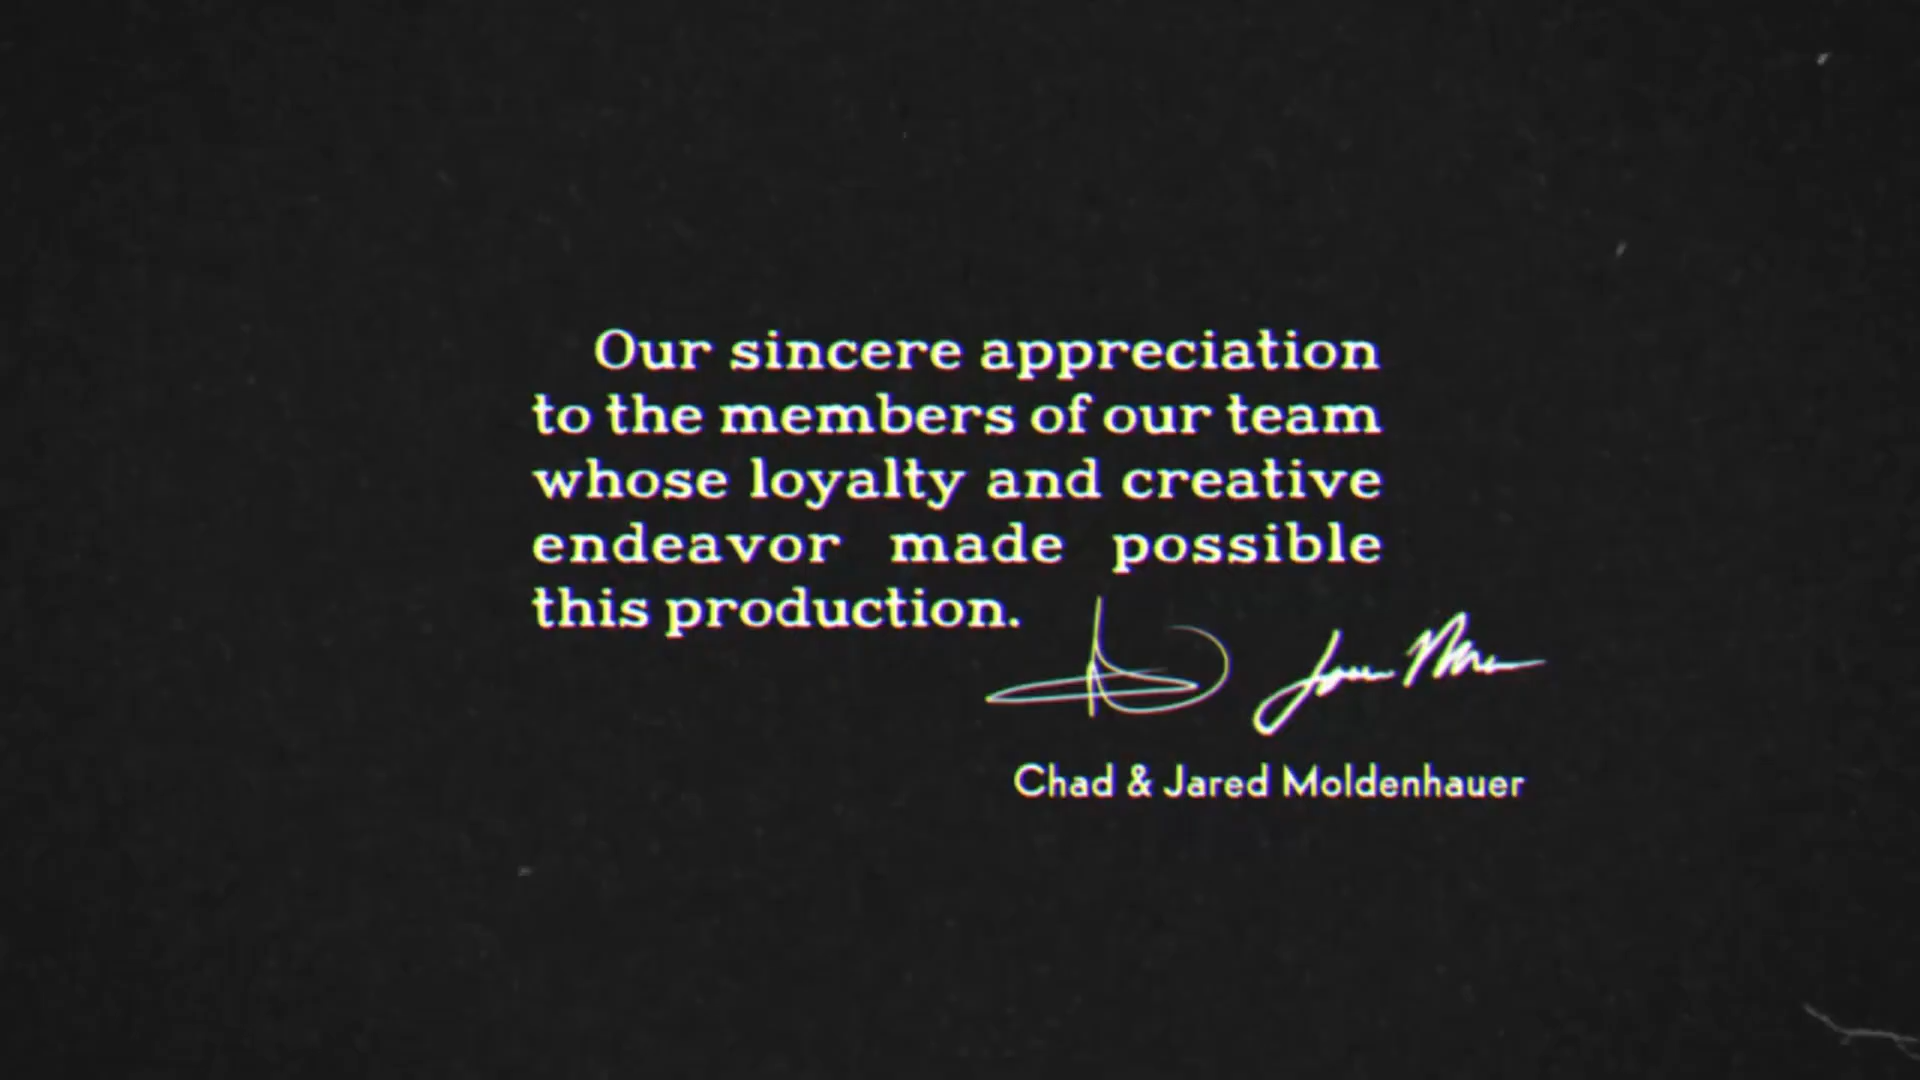 Our sincere appreciation
to the members of our team
whose loyalty and creative
endeavor made possible
this production.
Chad & Jared Moldenhauer